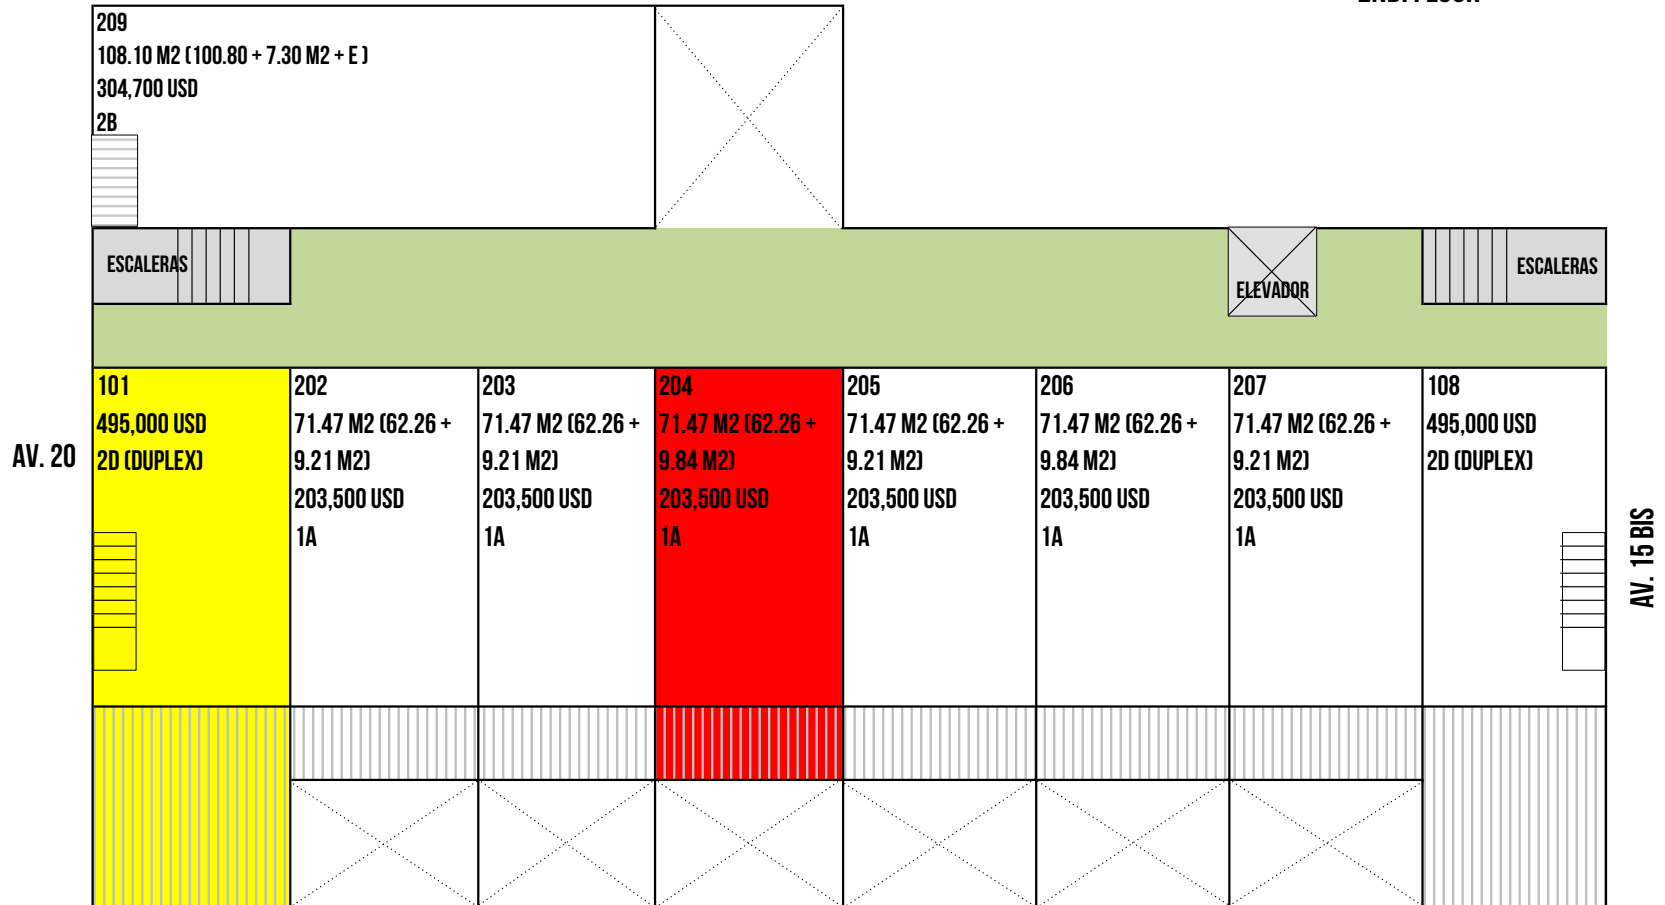 209
108.10 M2 (100.80 + 7.30 M2 + E )
304,700 USD
2B
ESCALERAS
ELEVADOR
ESCALERAS
AV. 20
101
495,000 USD
2D (DUPLEX)
202
71.47 M2 (62.26 +
9.21 M2)
203,500 USD
1A
203
71.47 M2 (62.26 +
9.21 M2)
203,500 USD
1A
204
71.47 M2 (62.26 +
9.84 M2)
203,500 USD
1A
205
71.47 M2 (62.26 +
9.21 M2)
203,500 USD
1A
206
71.47 M2 (62.26 +
9.84 M2)
203,500 USD
1A
207
71.47 M2 (62.26 +
9.21 M2)
203,500 USD
1A
108
495,000 USD
2D (DUPLEX)
AV. 15 BIS